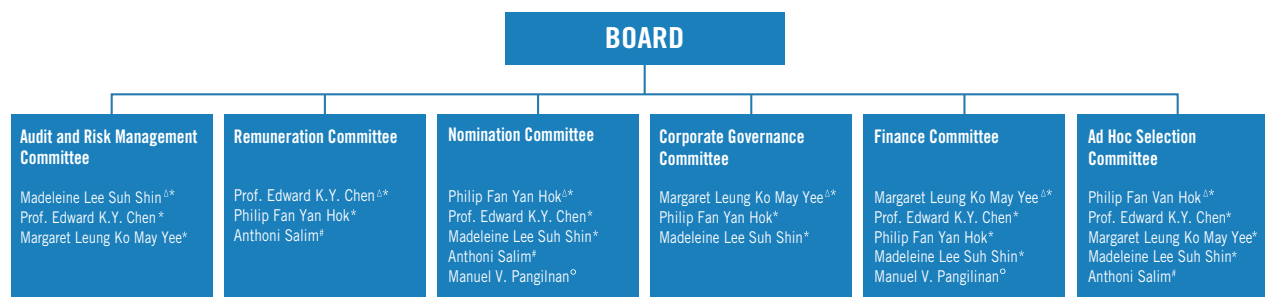 BOARD
Audit and Risk Management
Committee
Madeleine Lee Suh Shin△*
Prof. Edward K.Y. Chen*
Margaret Leung Ko May Yee*
Remuneration Committee
Prof. Edward K.Y. Chen△*
Philip Fan Yan Hok*
Anthoni Salim#
Nomination Committee
Philip Fan Yan Hok△*
Prof. Edward K.Y. Chen*
Madeleine Lee Suh Shin*
Anthoni Salim#
Manuel V. Pangilnan○
Corporate Governance
Committee
Margaret Leung Ko May Yee△*
Philip Fan Yan Hok*
Madeleine Lee Suh Shin*
Finance Committee
Margaret Leung Ko May Yee△*
Prof. Edward K.Y. Chen*
Philip Fan Yan Hok*
Madeleine Lee Suh Shin*
Manuel V. Pangilinan○
Ad Hoc Selection
Committee
Philip Fan Van Hok△*
Prof. Edward K.Y. Chen*
Margaret Leung Ko May Yee*
Madeleine Lee Suh Shin*
Anthoni Salim#